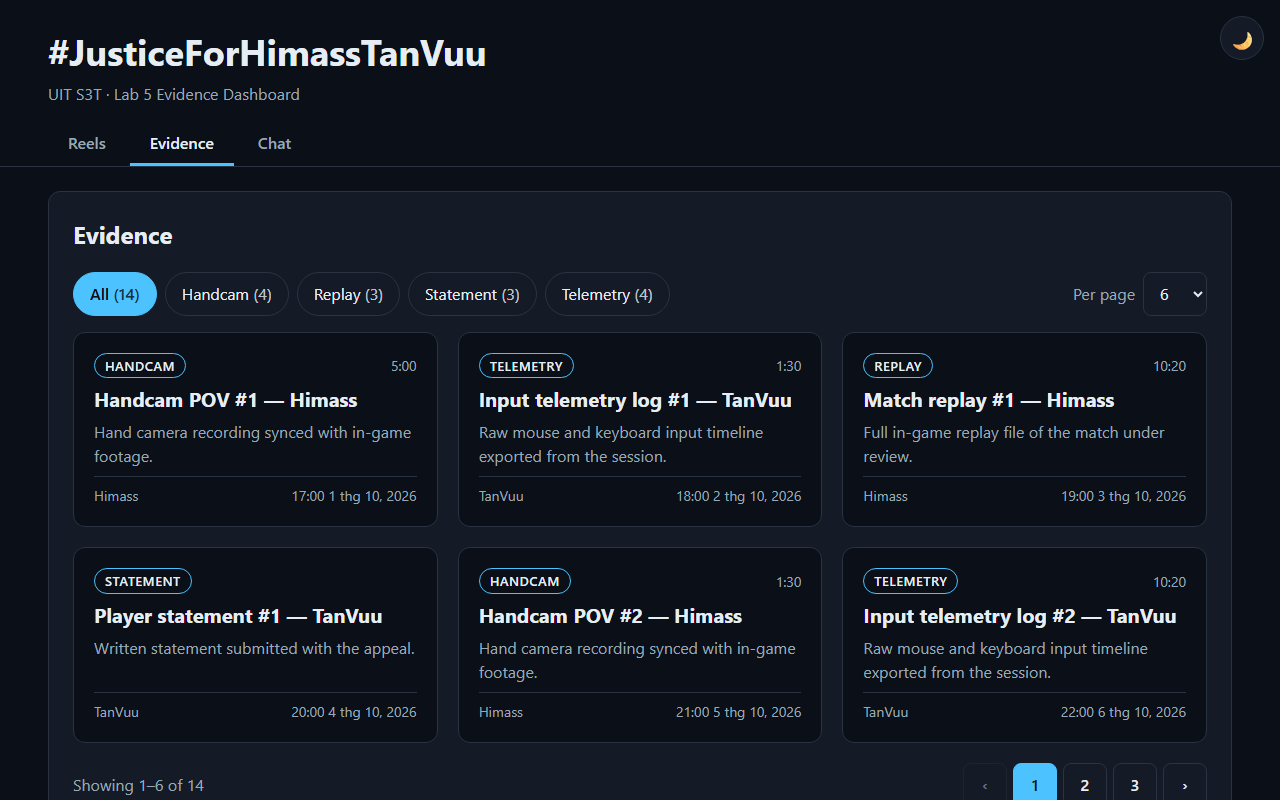 #JusticeForHimassTanVuu
UIT S3T · Lab 5 Evidence Dashboard
Reels Evidence Chat
Evidence
All (14) Handcam (4) Replay (3) Statement (3) Telemetry (4) Per page 6
HANDCAM 5:00
Handcam POV #1 — Himass
Hand camera recording synced with in-game
footage.
Himass 17:00 1 thg 10, 2026
TELEMETRY 1:30
Input telemetry log #1 — TanVuu
Raw mouse and keyboard input timeline
exported from the session.
TanVuu 18:00 2 thg 10, 2026
REPLAY 10:20
Match replay #1 — Himass
Full in-game replay file of the match under
review.
Himass 19:00 3 thg 10, 2026
STATEMENT
Player statement #1 — TanVuu
Written statement submitted with the appeal.
TanVuu 20:00 4 thg 10, 2026
HANDCAM 1:30
Handcam POV #2 — Himass
Hand camera recording synced with in-game
footage.
Himass 21:00 5 thg 10, 2026
TELEMETRY 10:20
Input telemetry log #2 — TanVuu
Raw mouse and keyboard input timeline
exported from the session.
TanVuu 22:00 6 thg 10, 2026
Showing 1–6 of 14 ‹ 1 2 3 ›